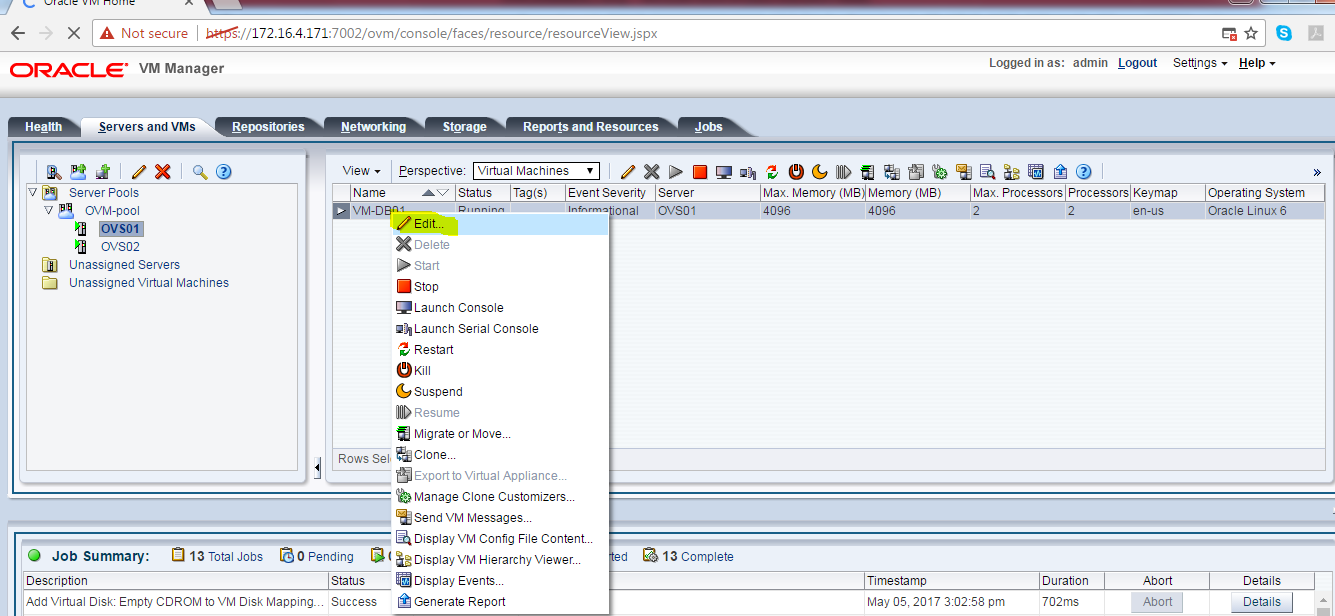 Oracle VM Home
Not secure https://172.16.4.171:7002/ovm/console/faces/resource/resourceView.jspx
ORACLE VM Manager
Logged in as: admin Logout Settings Help
Health Servers and VMs Repositories Networking Storage Reports and Resources Jobs
View Perspective: Virtual Machines »
Server Pools
OVM-pool
OVS01
OVS02
Unassigned Servers
Unassigned Virtual Machines
Name Status Tag(s) Event Severity Server Max. Memory (MB) Memory (MB) Max. Processors Processors Keymap Operating System
VM-DB01 Running Informational OVS01 4096 4096 2 2 en-us Oracle Linux 6
Edit...
Delete
Start
Stop
Launch Console
Launch Serial Console
Restart
Kill
Suspend
Resume
Migrate or Move...
Clone...
Export to Virtual Appliance...
Manage Clone Customizers...
Send VM Messages...
Display VM Config File Content...
Display VM Hierarchy Viewer...
Display Events...
Generate Report
Rows
Job Summary: 13 Total Jobs 0 Pending 13 Complete
Description Status Timestamp Duration Abort Details
Add Virtual Disk: Empty CDROM to VM Disk Mapping... Success May 05, 2017 3:02:58 pm 702ms Abort Details